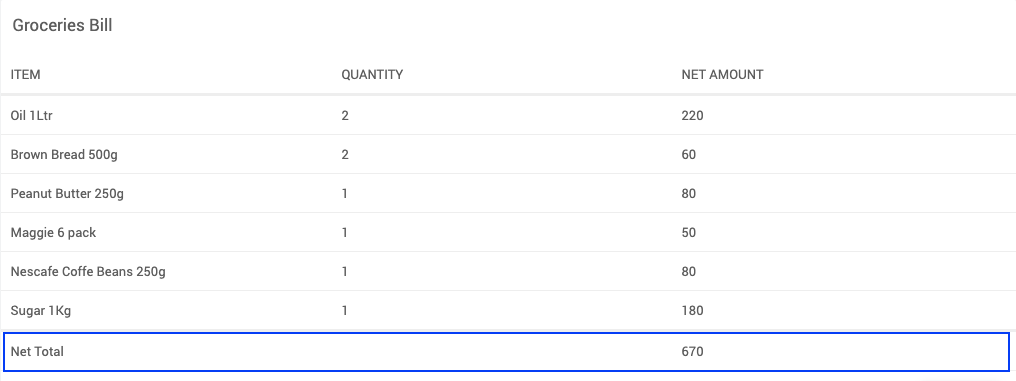 Groceries Bill
ITEM QUANTITY NET AMOUNT
Oil 1Ltr 2 220
Brown Bread 500g 2 60
Peanut Butter 250g 1 80
Maggie 6 pack 1 50
Nescafe Coffe Beans 250g 1 80
Sugar 1Kg 1 180
Net Total 670